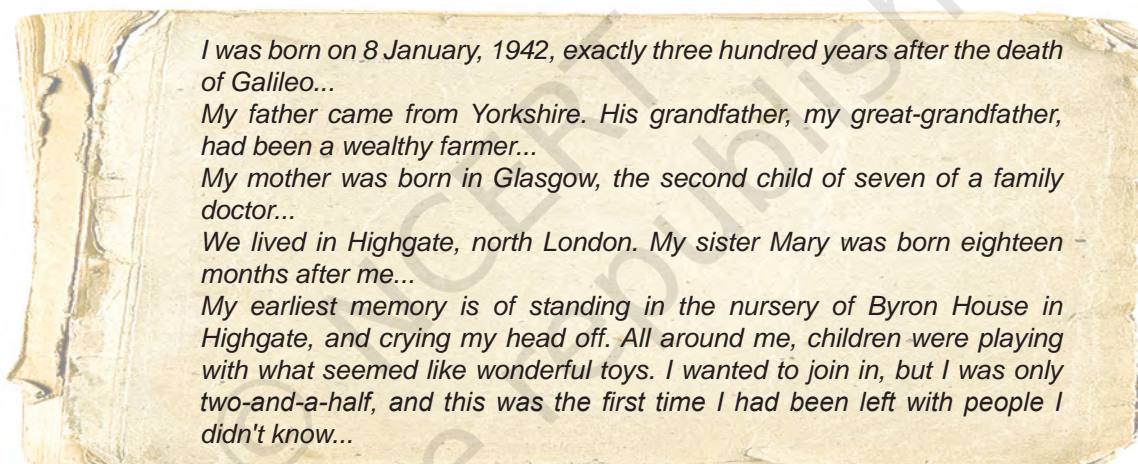 I was born on 8 January, 1942, exactly three hundred years after the death
of Galileo...
My father came from Yorkshire. His grandfather, my great-grandfather,
had been a wealthy farmer...
My mother was born in Glasgow, the second child of seven of a family
doctor...
We lived in Highgate, north London. My sister Mary was born eighteen
months after me...
My earliest memory is of standing in the nursery of Byron House in
Highgate, and crying my head off. All around me, children were playing
with what seemed like wonderful toys. I wanted to join in, but I was only
two-and-a-half, and this was the first time I had been left with people I
didn't know...
© NCERT
e republish